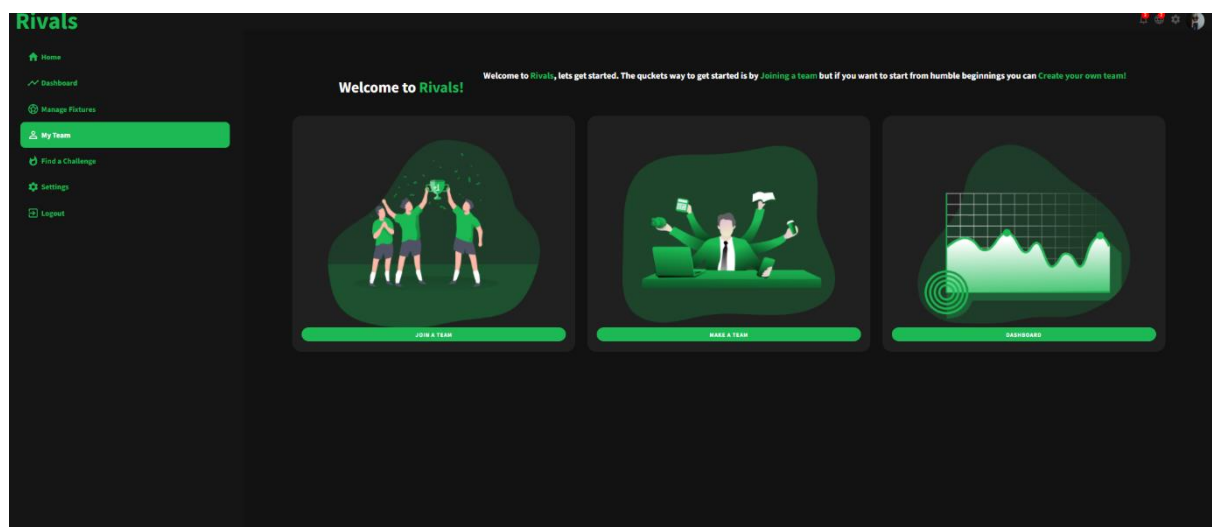 Rivals
Home
Dashboard
Manage Fixtures
My Team
Find a Challenge
Settings
Logout
Welcome to Rivals!
Welcome to Rivals, lets get started. The quckets way to get started is by Joining a team but if you want to start from humble beginnings you can Create your own team!
JOIN A TEAM
MAKE A TEAM
DASHBOARD